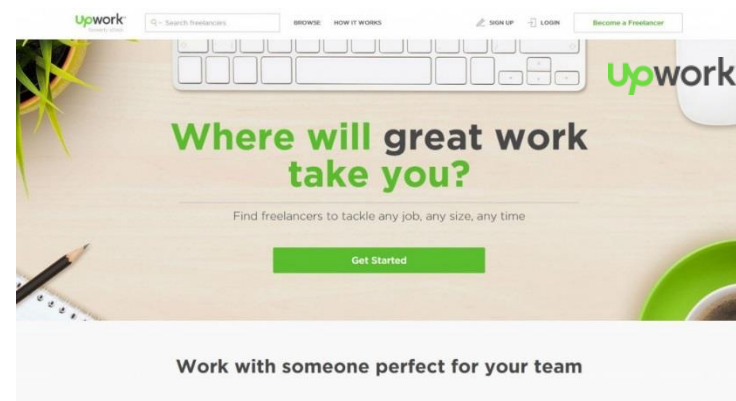 Upwork
formerly oDesk
Search freelancers
BROWSE
HOW IT WORKS
SIGN UP
LOGIN
Become a Freelancer
Upwork
Where will great work
take you?
Find freelancers to tackle any job, any size, any time
Get Started
Work with someone perfect for your team